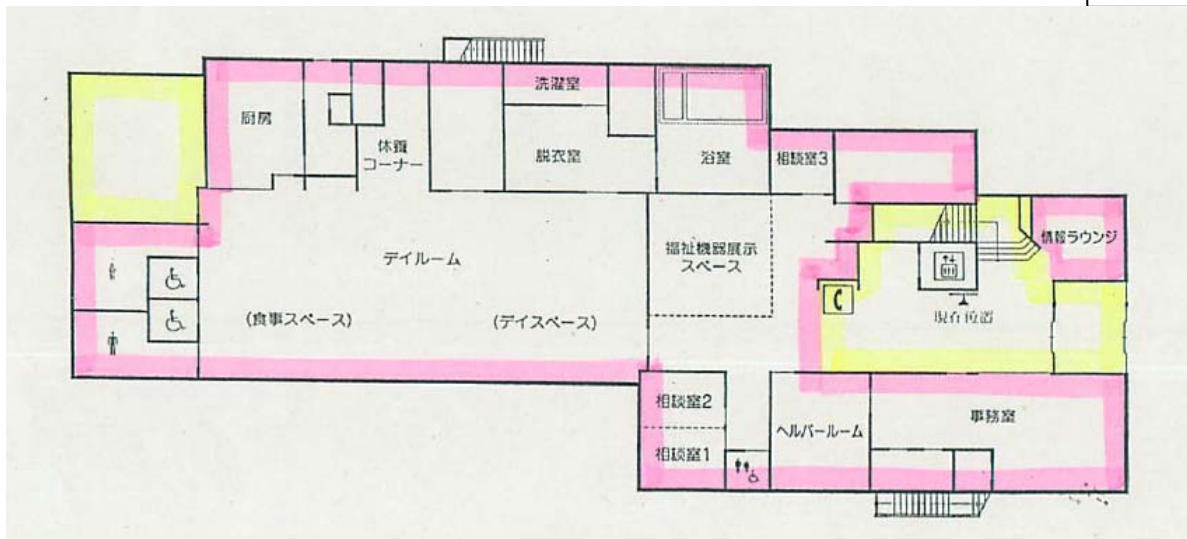 洗濯室
厨房
休養
コーナー
脱衣室
浴室
相談室3
情報ラウンジ
福祉機器展示
スペース
デイルーム
(食事スペース)
(デイスペース)
現在位置
相談室2
相談室1
ヘルパールーム
事務室